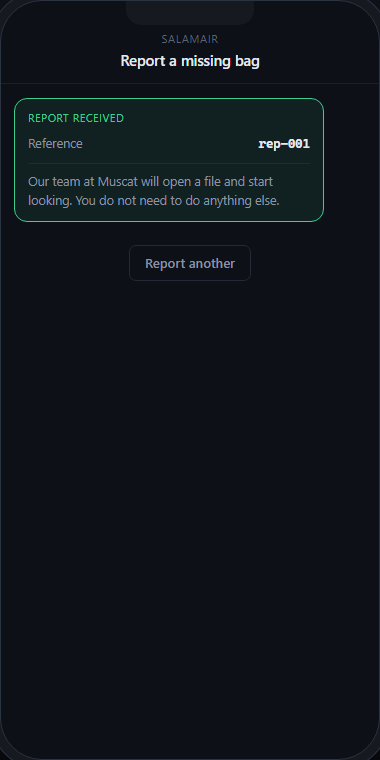 SALAMAIR
Report a missing bag
REPORT RECEIVED
Reference rep-001
Our team at Muscat will open a file and start
looking. You do not need to do anything else.
Report another